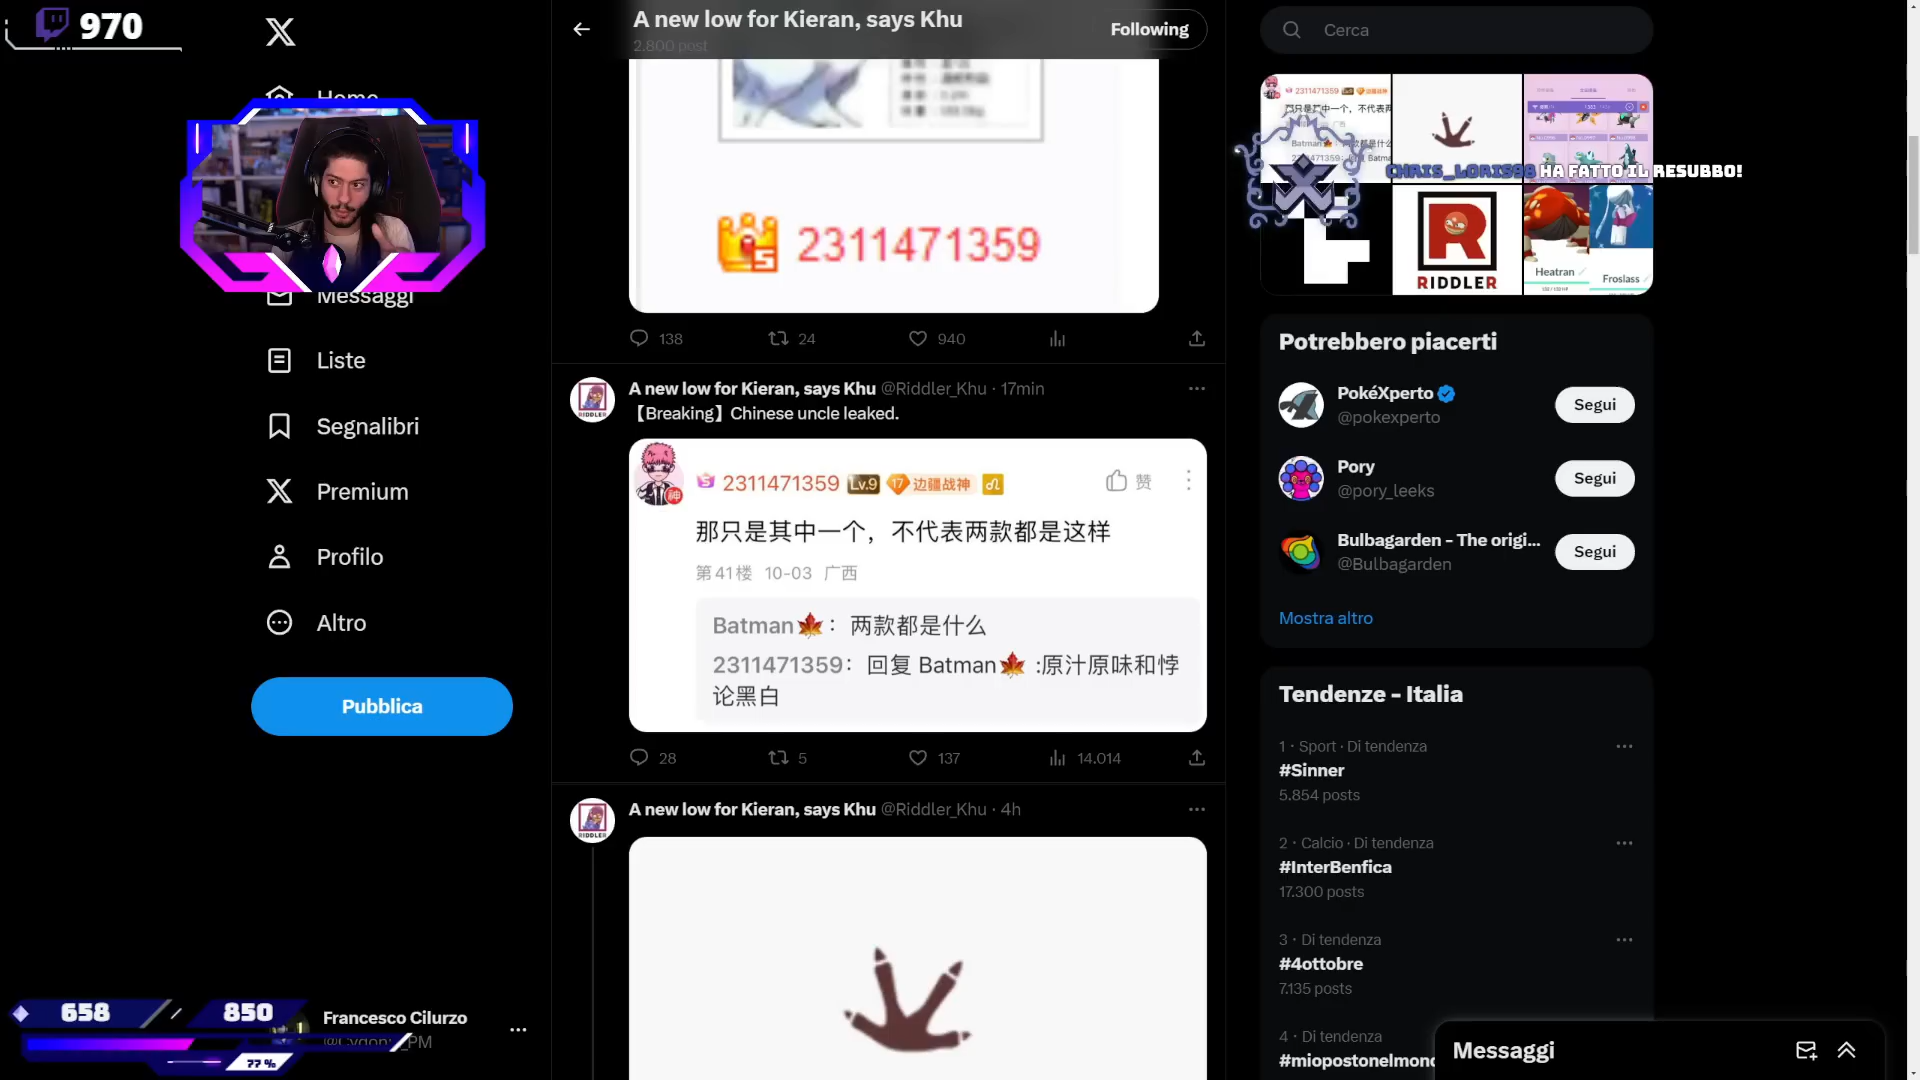 970
A new low for Kieran, says Khu
2.800 post
Following
Cerca
Home
2311471359
138
24
940
Messaggi
Liste
Segnalibri
Premium
Profilo
Altro
Pubblica
A new low for Kieran, says Khu @Riddler_Khu · 17min
【Breaking】Chinese uncle leaked.
2311471359 Lv.9 17 边疆战神
赞
那只是其中一个，不代表两款都是这样
第41楼 10-03 广西
Batman🍁：两款都是什么
2311471359：回复 Batman🍁 :原汁原味和悖
论黑白
28
5
137
14.014
A new low for Kieran, says Khu @Riddler_Khu · 4h
2311471359
CHRIS_LORIS98 HA FATTO IL RESUBBO!
RIDDLER
Heatran
Froslass
Potrebbero piacerti
PokéXperto
@pokexperto
Segui
Pory
@pory_leeks
Segui
Bulbagarden - The origi...
@Bulbagarden
Segui
Mostra altro
Tendenze - Italia
1 · Sport · Di tendenza
#Sinner
5.854 posts
2 · Calcio · Di tendenza
#InterBenfica
17.300 posts
3 · Di tendenza
#4ottobre
7.135 posts
4 · Di tendenza
Messaggi
658 / 850
Francesco Cilurzo
77%